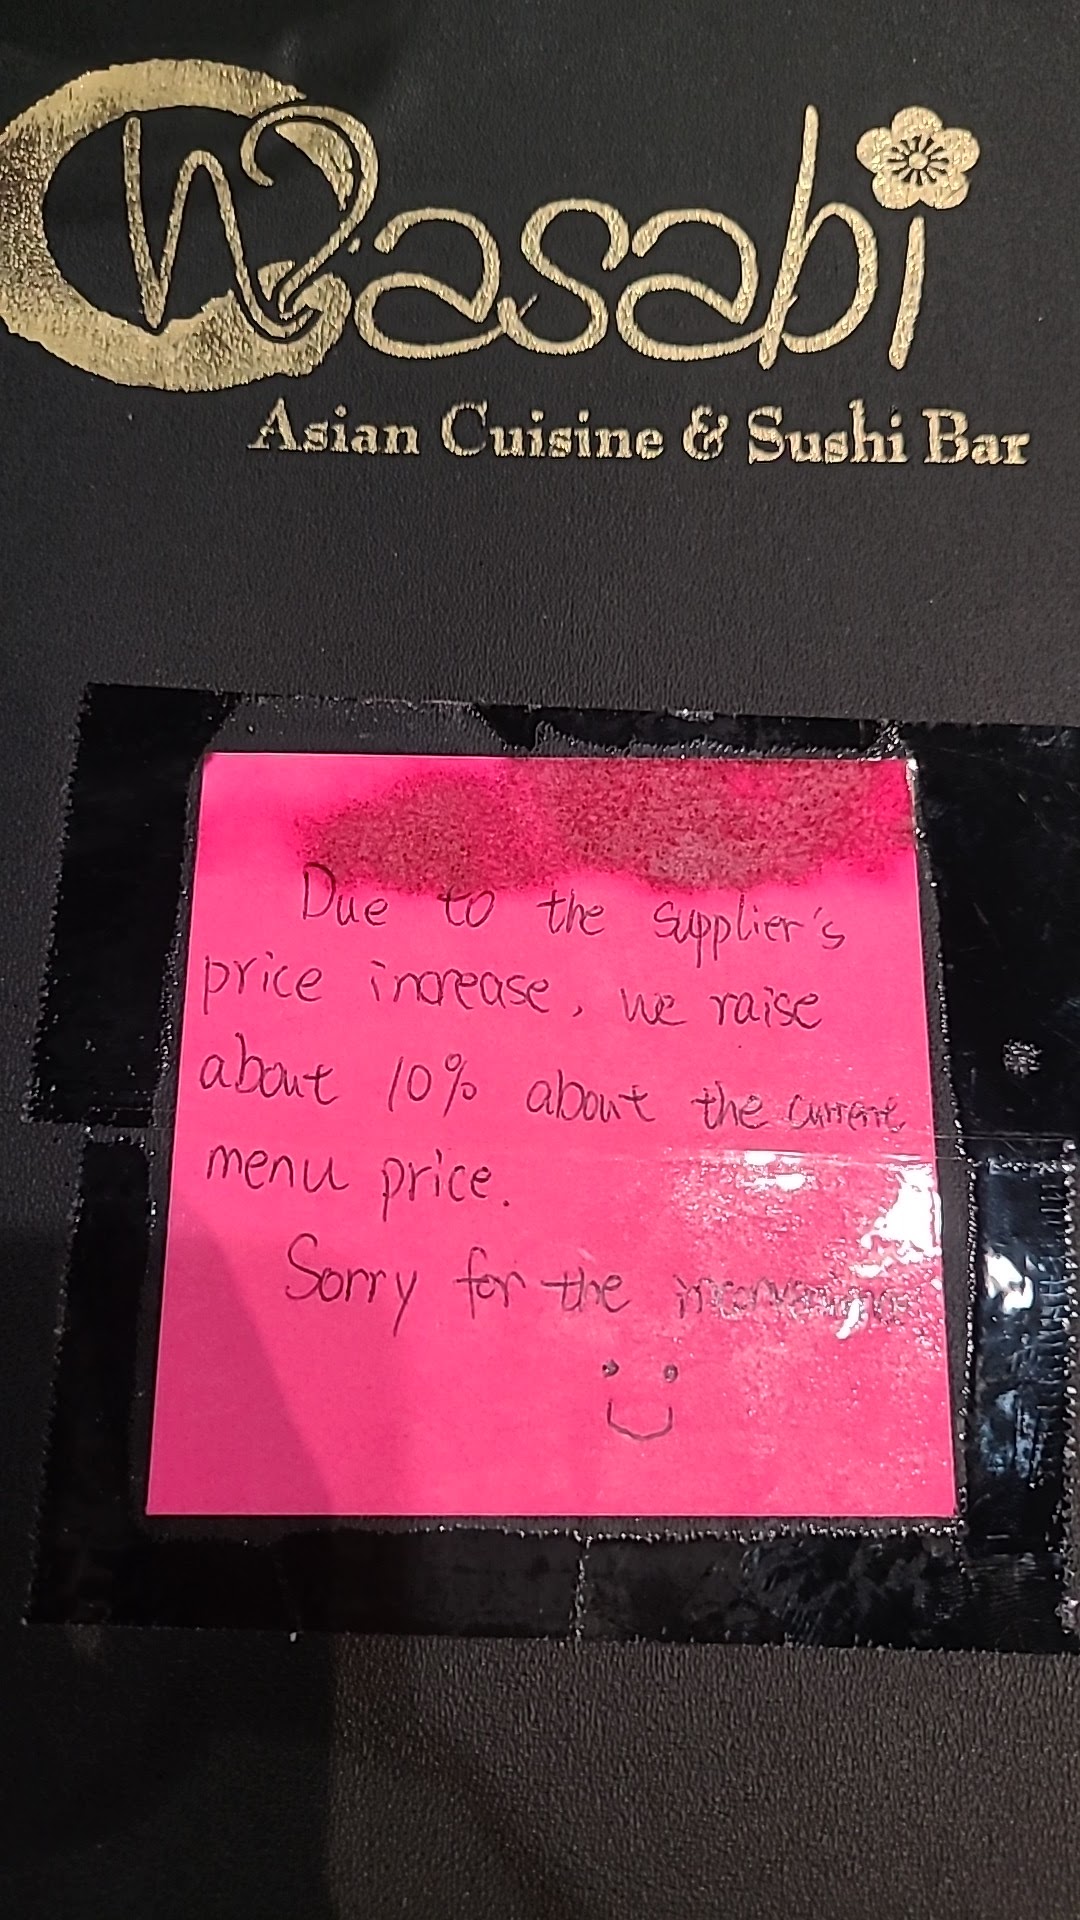 Wasabi
Asian Cuisine & Sushi Bar
Due to the supplier's
price increase, we raise
about 10% about the current
menu price.
Sorry for the